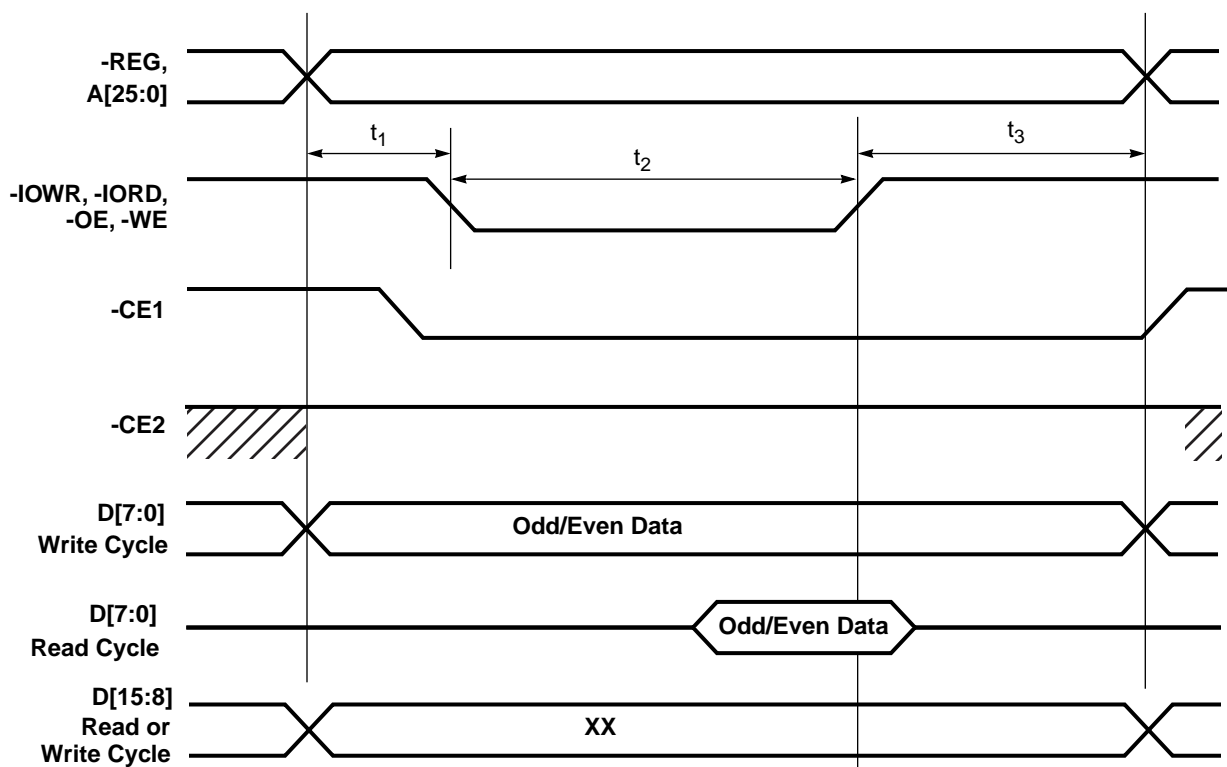 -REG,
A[25:0]
t1
t2
t3
-IOWR, -IORD,
-OE, -WE
-CE1
-CE2
D[7:0]
Write Cycle
Odd/Even Data
D[7:0]
Read Cycle
Odd/Even Data
D[15:8]
Read or
Write Cycle
XX